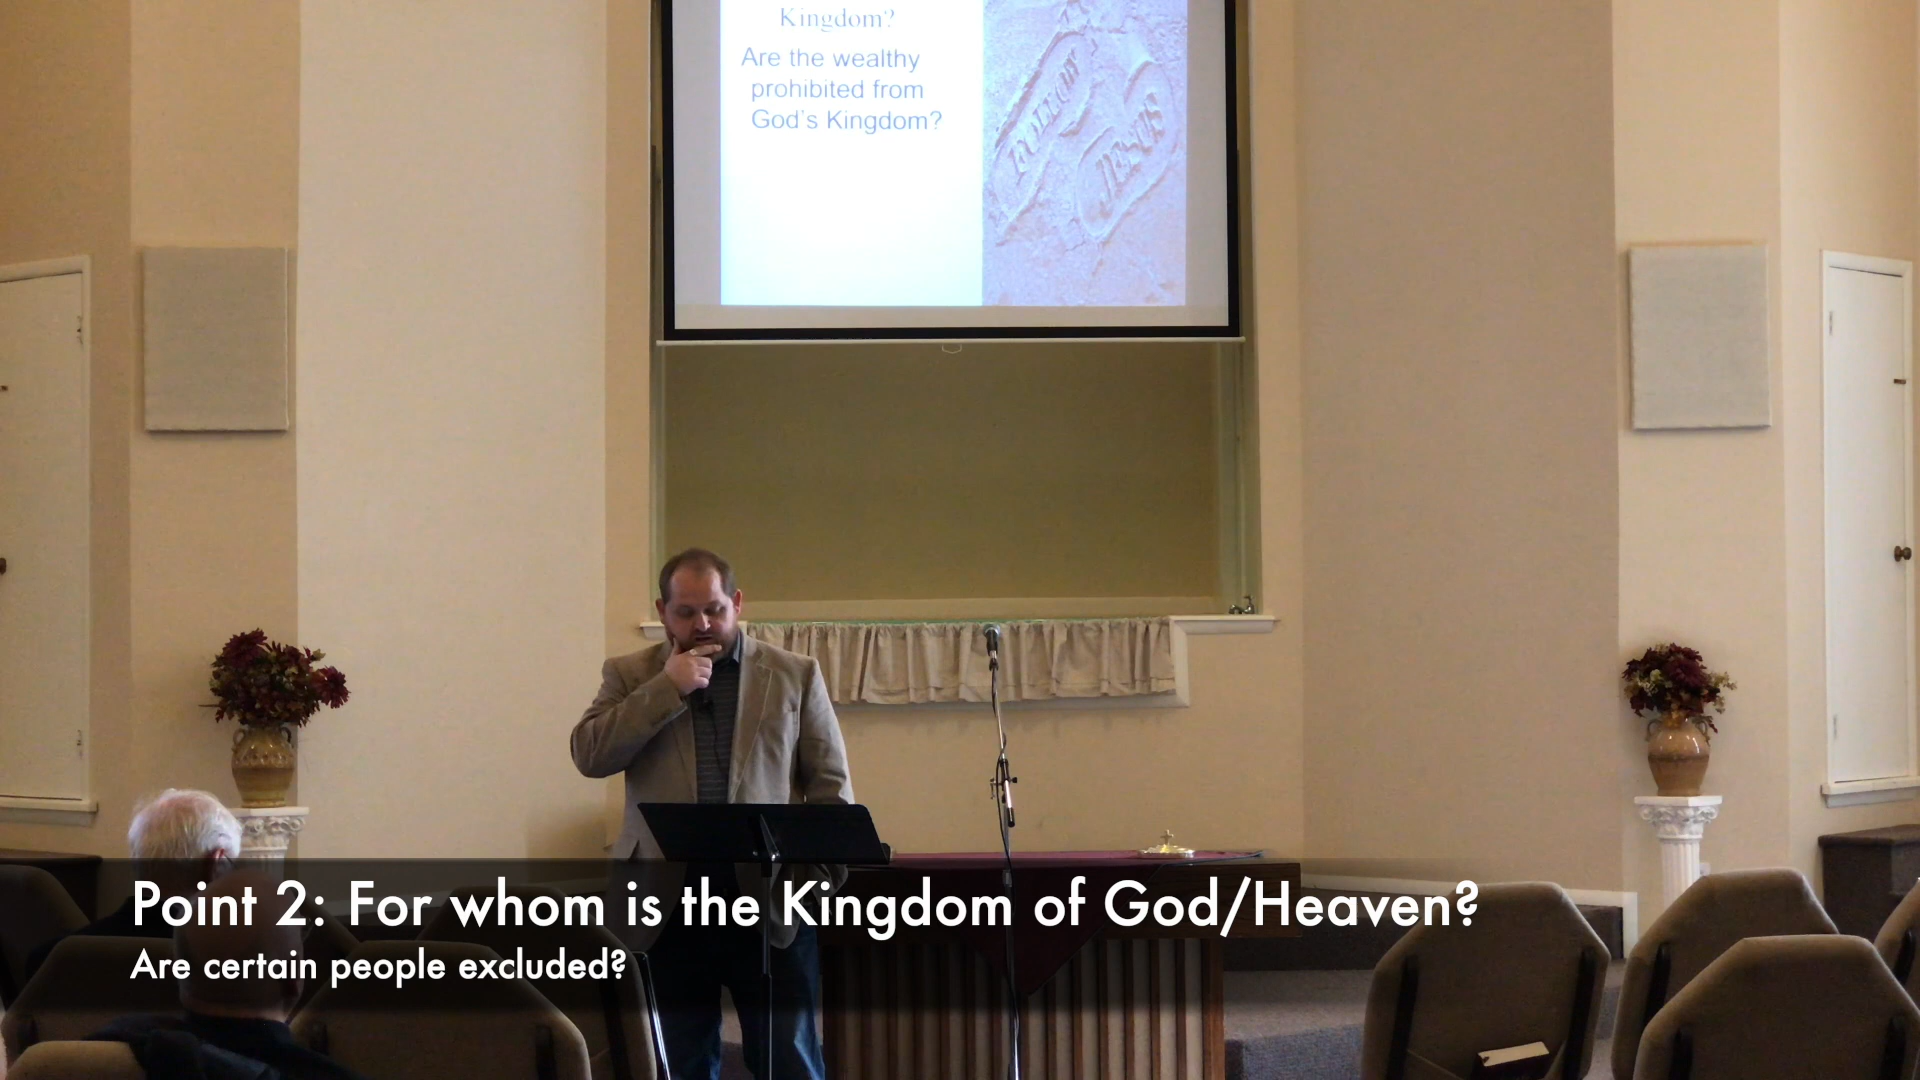 Kingdom?
Are the wealthy
prohibited from
God's Kingdom?
FOLLOW
JESUS
Point 2: For whom is the Kingdom of God/Heaven?
Are certain people excluded?